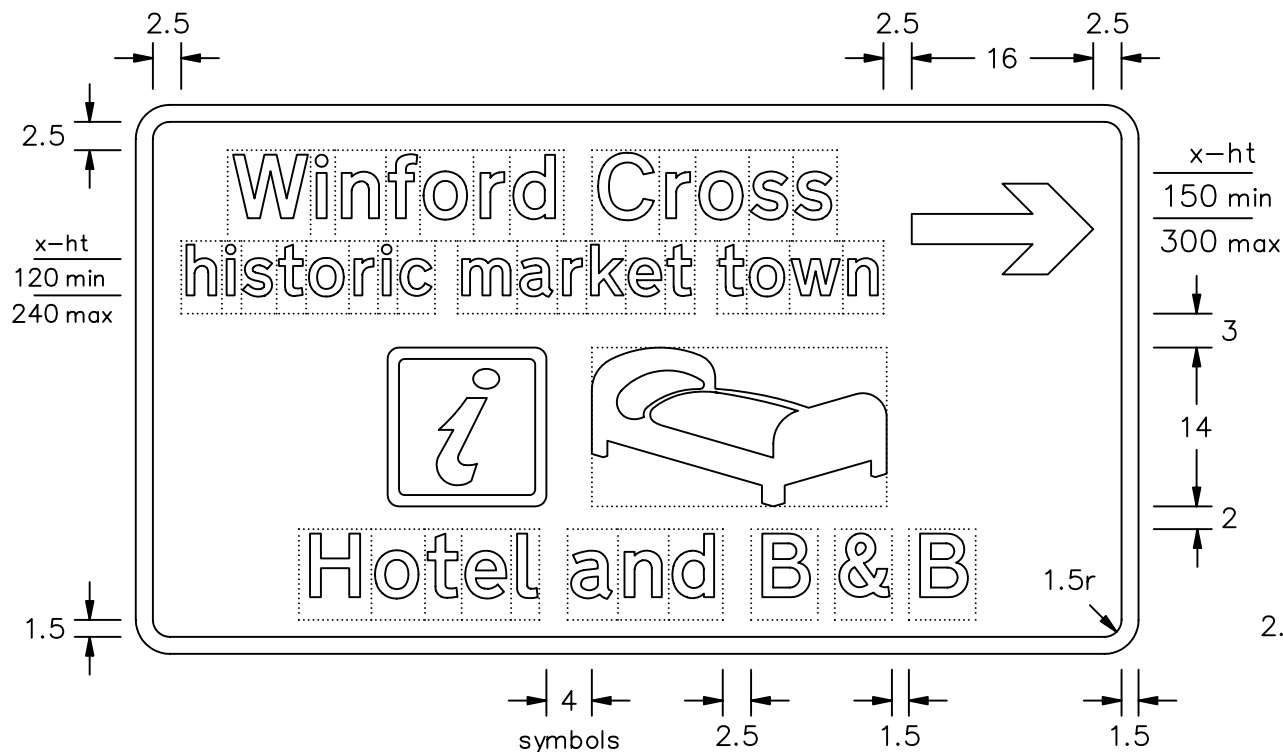 2.5
2.5 16 2.5
2.5
Winford Cross
x-ht
150 min
300 max
x-ht
120 min
240 max
historic market town
3
i
14
2
Hotel and B & B
1.5r
1.5
2.
4
symbols
2.5
1.5
1.5